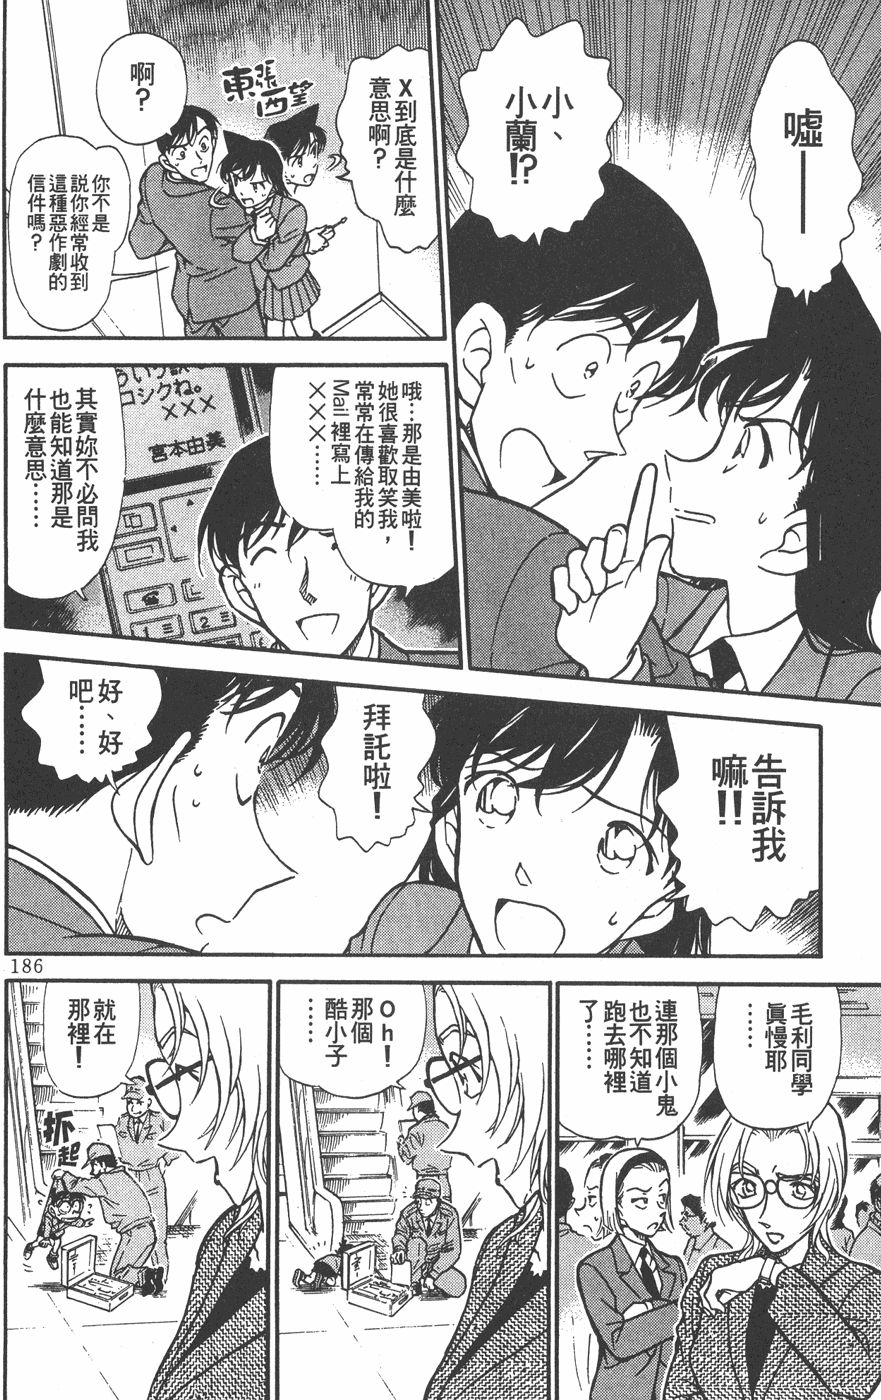 噓—
小、
小蘭!?
X到底是什麼
意思啊?
東張
西望
啊?
你不是
說你經常收到
這種惡作劇的
信件嗎?
哦…那是由美啦!
她很喜歡取笑我,
常常在傳給我的
Mail裡寫上
×××……
コシクね。
×××
宮本由美
其實妳不必問我
也能知道那是
什麼意思……
告訴我
嘛!!
拜託啦!
好、好
吧……
186
毛利同學
真慢耶
連那個小鬼
也不知道
跑去哪裡
了……
Oh!
那個
酷小子
……
就在
那裡!
抓起